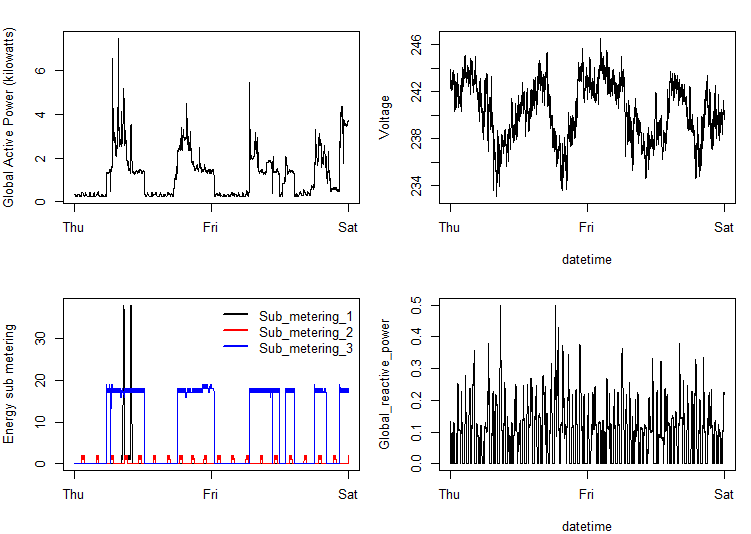 Global Active Power (kilowatts)
0 2 4 6
Thu Fri Sat
Voltage
234 238 242 246
Thu Fri Sat
datetime
Energy sub metering
0 10 20 30
Sub_metering_1
Sub_metering_2
Sub_metering_3
Thu Fri Sat
Global_reactive_power
0.0 0.1 0.2 0.3 0.4 0.5
Thu Fri Sat
datetime